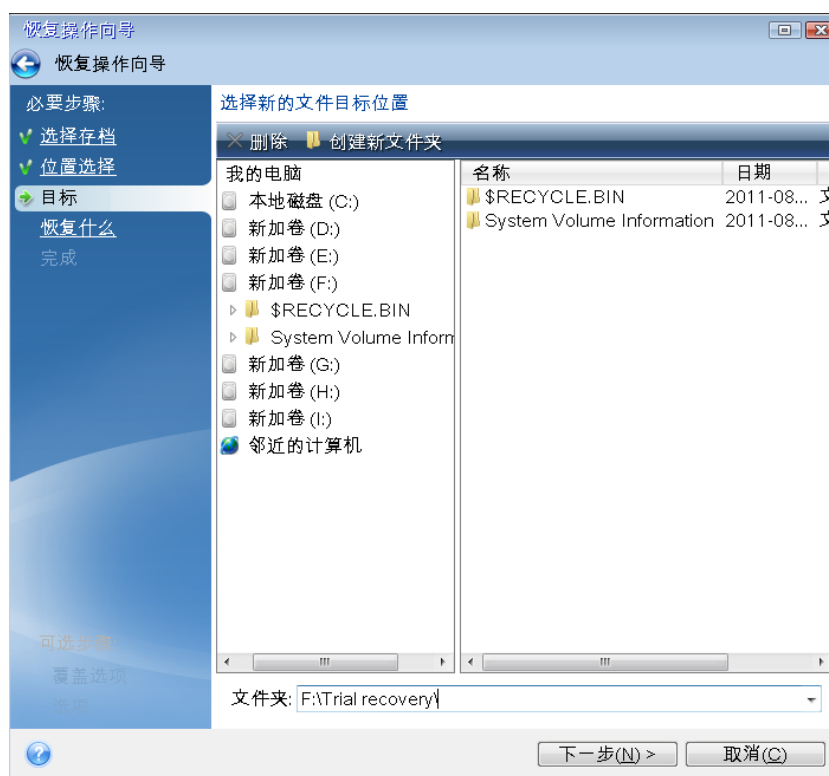 恢复操作向导
恢复操作向导
必要步骤:
选择存档
位置选择
目标
恢复什么
完成
可选步骤:
覆盖选项
选项
选择新的文件目标位置
删除 创建新文件夹
我的电脑
本地磁盘 (C:)
新加卷 (D:)
新加卷 (E:)
新加卷 (F:)
$RECYCLE.BIN
System Volume Inform
新加卷 (G:)
新加卷 (H:)
新加卷 (I:)
邻近的计算机
名称 日期
$RECYCLE.BIN 2011-08... 文
System Volume Information 2011-08... 文
文件夹: F:\Trial recovery\
下一步(N) > 取消(C)